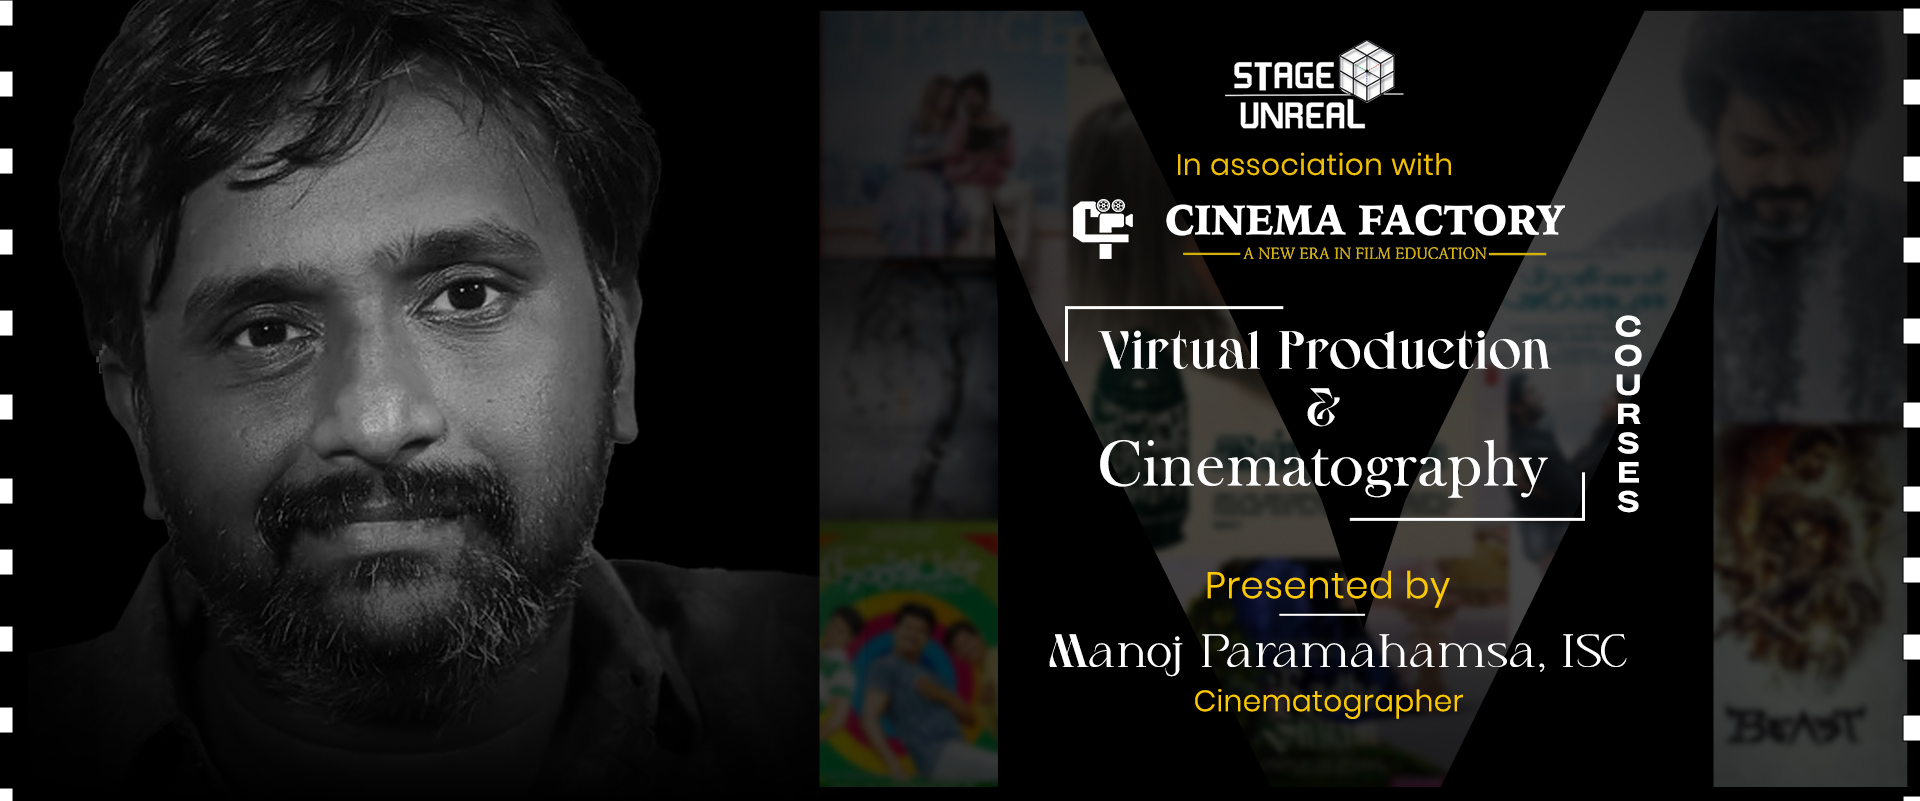 STAGE
UNREAL
In association with
CINEMA FACTORY
A NEW ERA IN FILM EDUCATION
Virtual Production
&
Cinematography
COURSES
Presented by
Manoj Paramahamsa, ISC
Cinematographer
BEAST